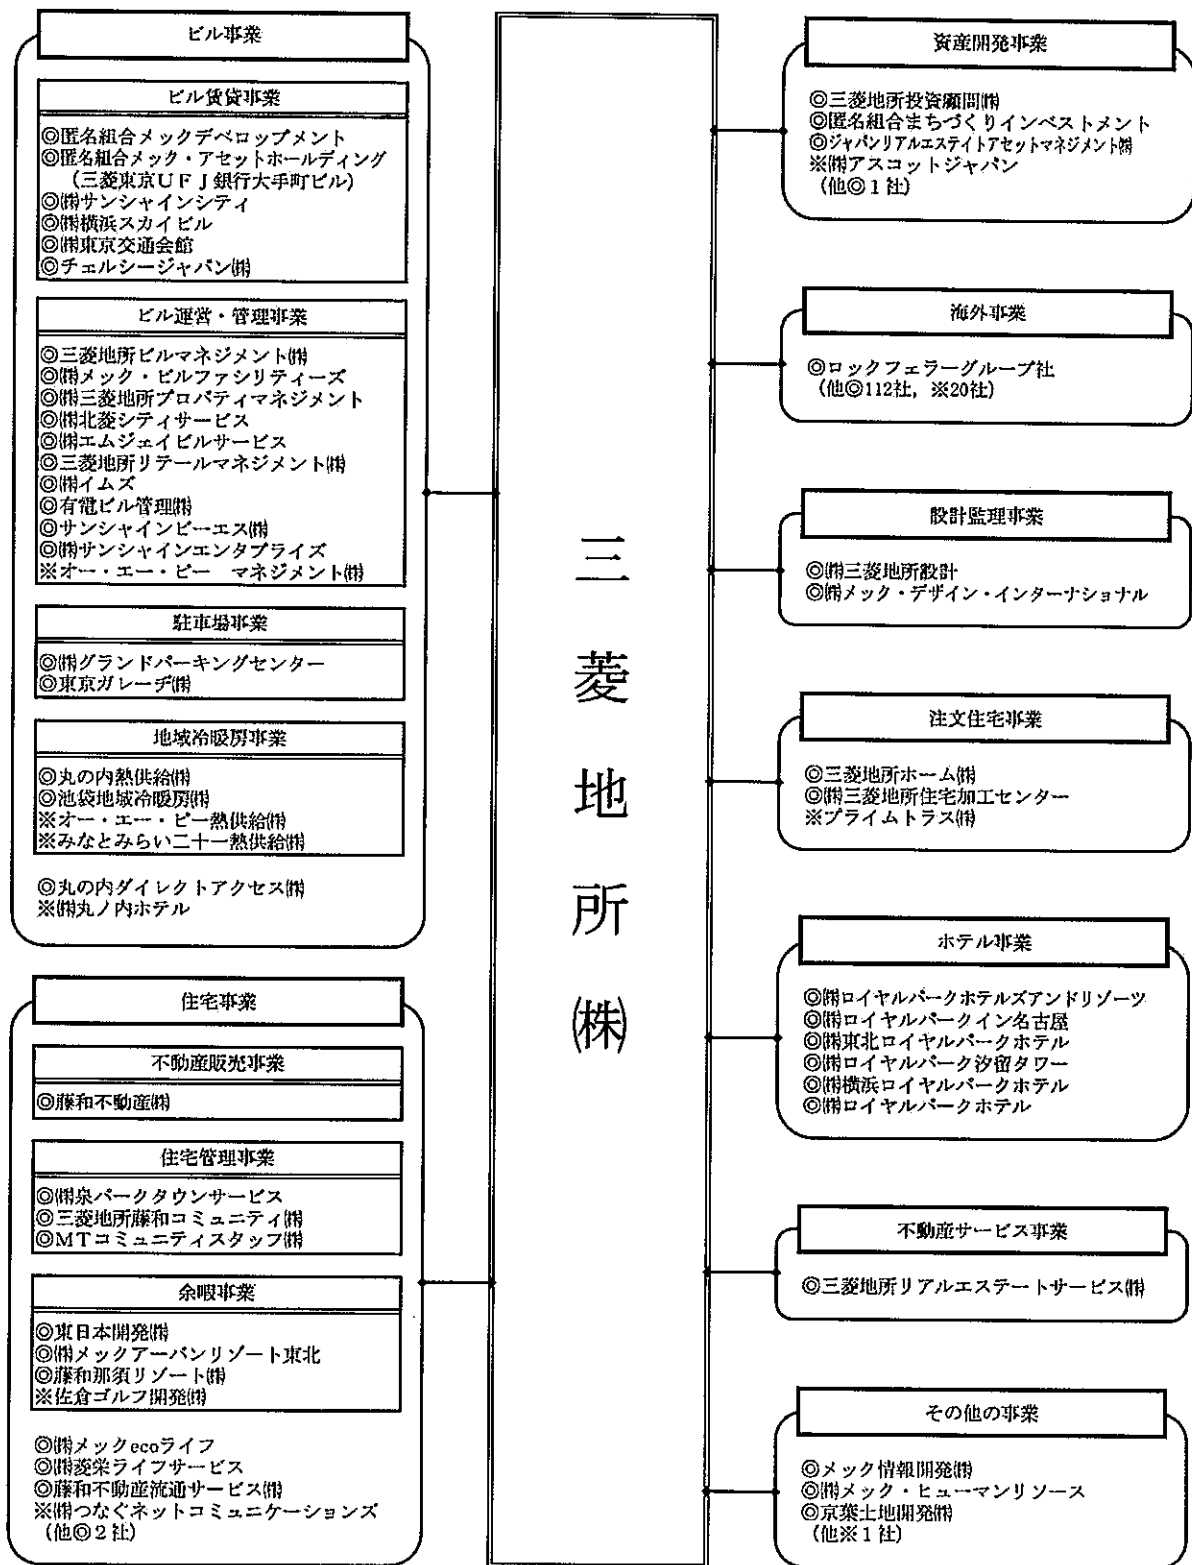 ビル事業
ビル賃貸事業
◎匿名組合メックデベロップメント
◎匿名組合メック・アセットホールディング
(三菱東京UFJ銀行大手町ビル)
◎㈱サンシャインシティ
◎㈱横浜スカイビル
◎㈱東京交通会館
◎チェルシージャパン㈱
ビル運営・管理事業
◎三菱地所ビルマネジメント㈱
◎㈱メック・ビルファシリティーズ
◎㈱三菱地所プロパティマネジメント
◎㈱北菱シティサービス
◎㈱エムジェイビルサービス
◎三菱地所リテールマネジメント㈱
◎㈱イムズ
◎有電ビル管理㈱
◎サンシャインビーエス㈱
◎㈱サンシャインエンタプライズ
※オー・エー・ピー マネジメント㈱
駐車場事業
◎㈱グランドパーキングセンター
◎東京ガレーヂ㈱
地域冷暖房事業
◎丸の内熱供給㈱
◎池袋地域冷暖房㈱
※オー・エー・ピー熱供給㈱
※みなとみらい二十一熱供給㈱
◎丸の内ダイレクトアクセス㈱
※㈱丸ノ内ホテル
住宅事業
不動産販売事業
◎藤和不動産㈱
住宅管理事業
◎㈱泉パークタウンサービス
◎三菱地所藤和コミュニティ㈱
◎MTコミュニティスタッフ㈱
余暇事業
◎東日本開発㈱
◎㈱メックアーバンリゾート東北
◎藤和那須リゾート㈱
※佐倉ゴルフ開発㈱
◎㈱メックecoライフ
◎㈱菱栄ライフサービス
◎藤和不動産流通サービス㈱
※㈱つなぐネットコミュニケーションズ
(他◎2社)
三菱地所㈱
資産開発事業
◎三菱地所投資顧問㈱
◎匿名組合まちづくりインベストメント
◎ジャパンリアルエステイトアセットマネジメント㈱
※㈱アスコットジャパン
(他◎1社)
海外事業
◎ロックフェラーグループ社
(他◎112社, ※20社)
設計監理事業
◎㈱三菱地所設計
◎㈱メック・デザイン・インターナショナル
注文住宅事業
◎三菱地所ホーム㈱
◎㈱三菱地所住宅加工センター
※プライムトラス㈱
ホテル事業
◎㈱ロイヤルパークホテルズアンドリゾーツ
◎㈱ロイヤルパークイン名古屋
◎㈱東北ロイヤルパークホテル
◎㈱ロイヤルパーク汐留タワー
◎㈱横浜ロイヤルパークホテル
◎㈱ロイヤルパークホテル
不動産サービス事業
◎三菱地所リアルエステートサービス㈱
その他の事業
◎メック情報開発㈱
◎㈱メック・ヒューマンリソース
◎京葉土地開発㈱
(他※1社)